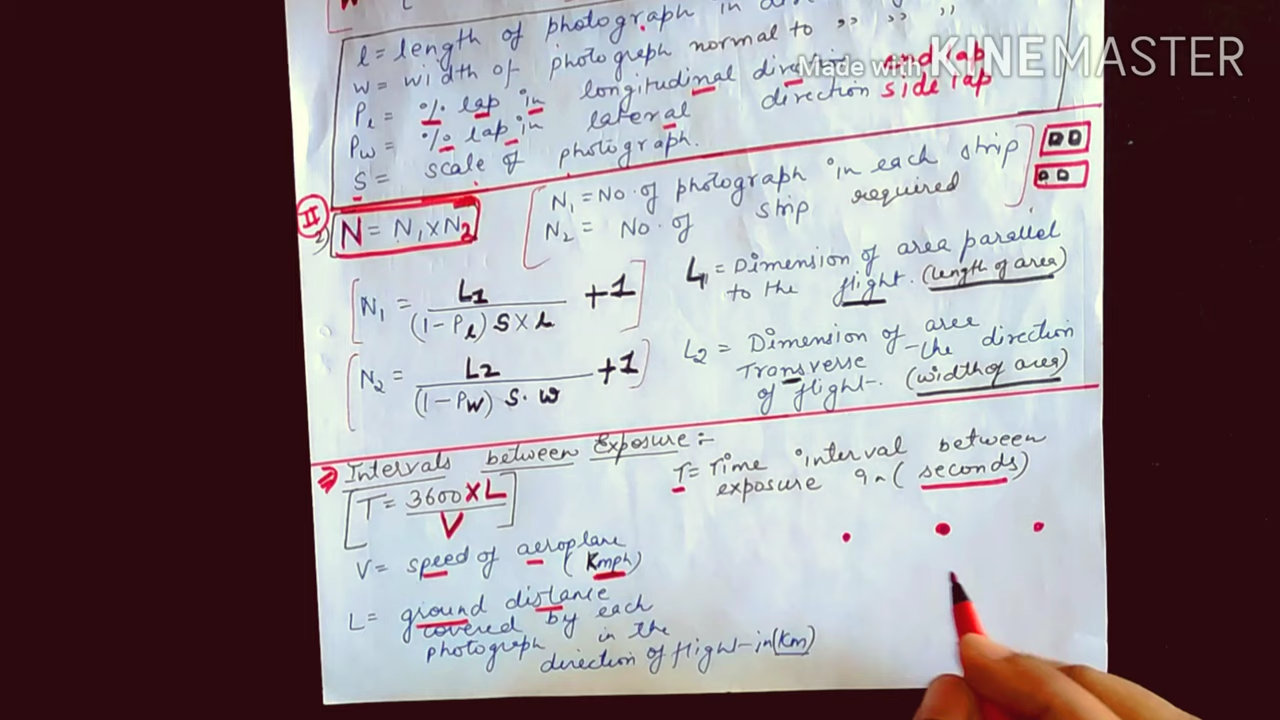 l = length of photograph in
w = width of photograph normal to ,, ,, ,,
Pl = % lap in longitudinal direction end lap
Pw = % lap in lateral direction side lap
S = scale of photograph.
Made with KINEMASTER
II
2) N = N1 x N2
N1 = No. of photograph in each strip
N2 = No. of strip required
N1 = L1 / (1 - Pl) S x L + 1
L1 = Dimension of area parallel
to the flight. (length of area)
N2 = L2 / (1 - Pw) S . w + 1
L2 = Dimension of area
Transverse the direction
of flight. (width of area)
Intervals between Exposure :-
T = 3600 x L / V
T = Time interval between
exposure in (seconds)
V = speed of aeroplane
(Kmph)
L = ground distance
covered by each
photograph in the
direction of flight in (Km)